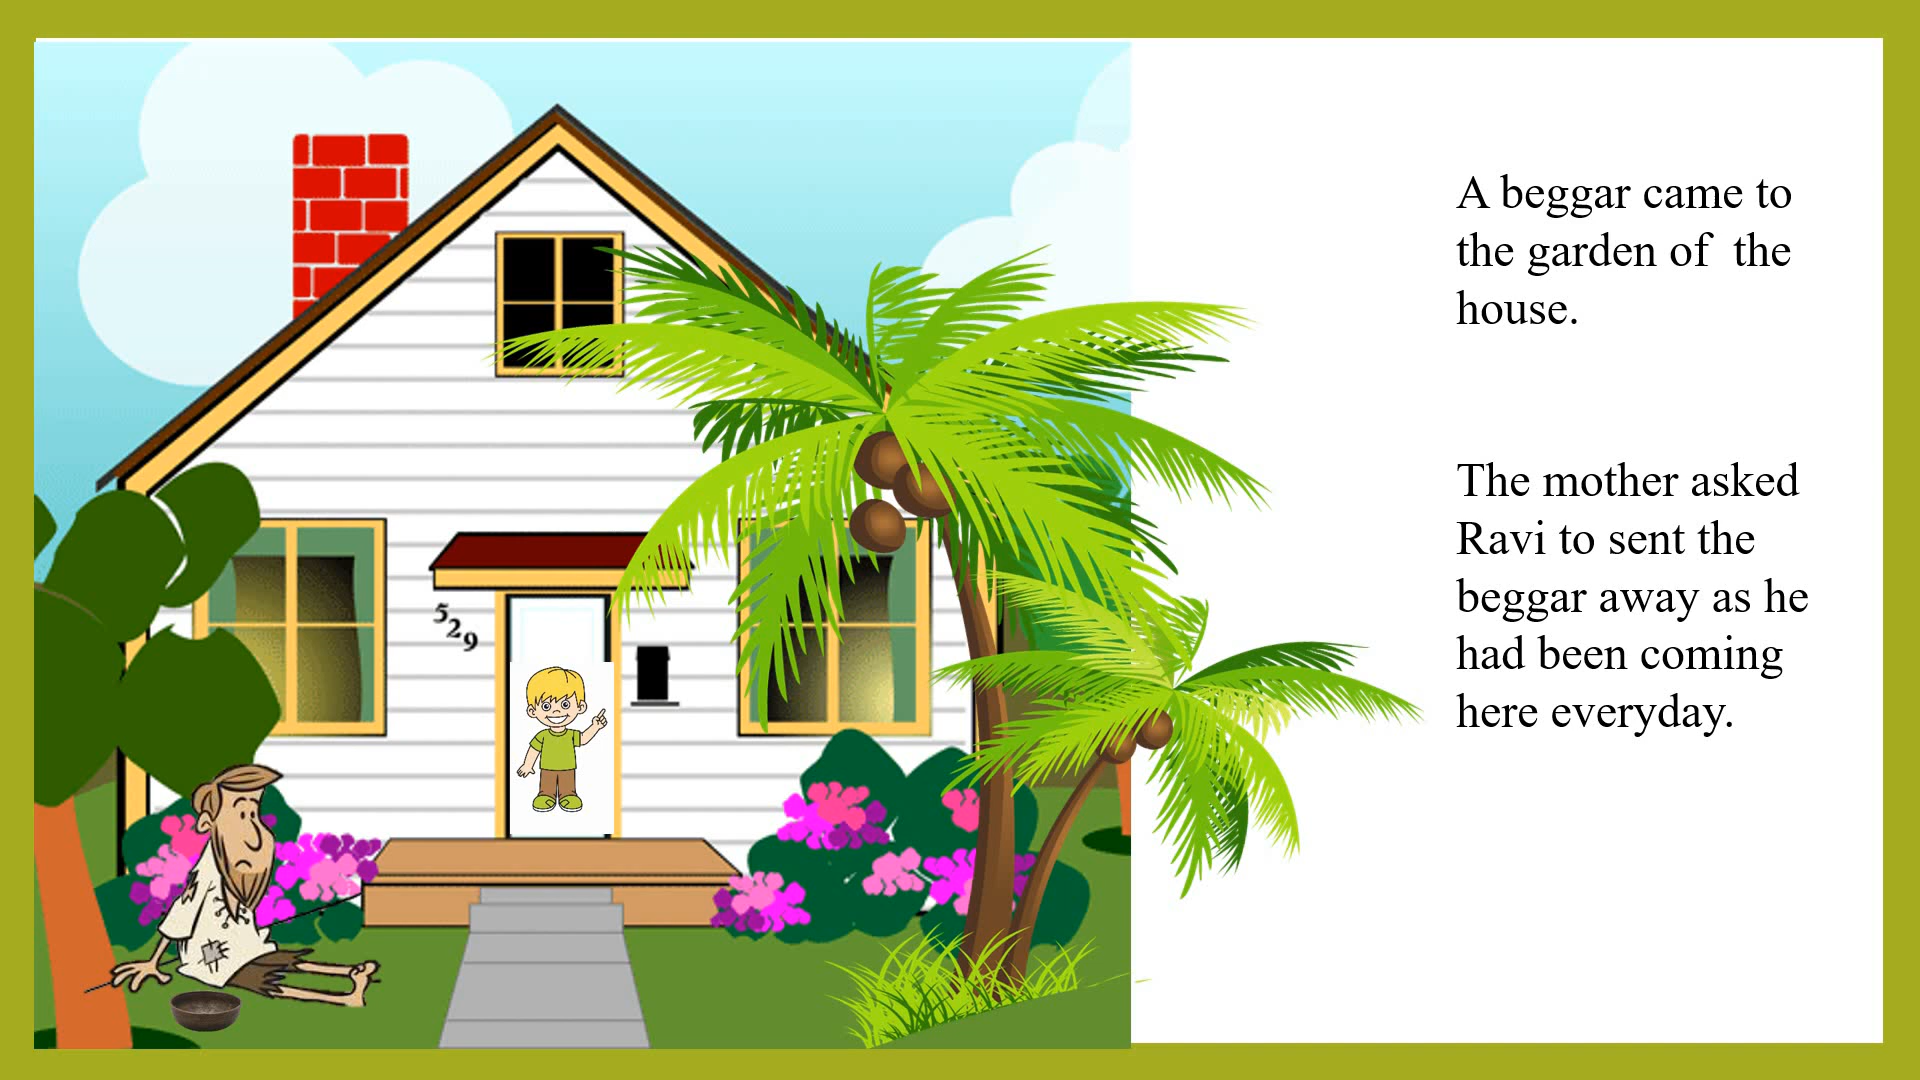 A beggar came to
the garden of  the
house.
The mother asked
Ravi to sent the
beggar away as he
had been coming
here everyday.
529